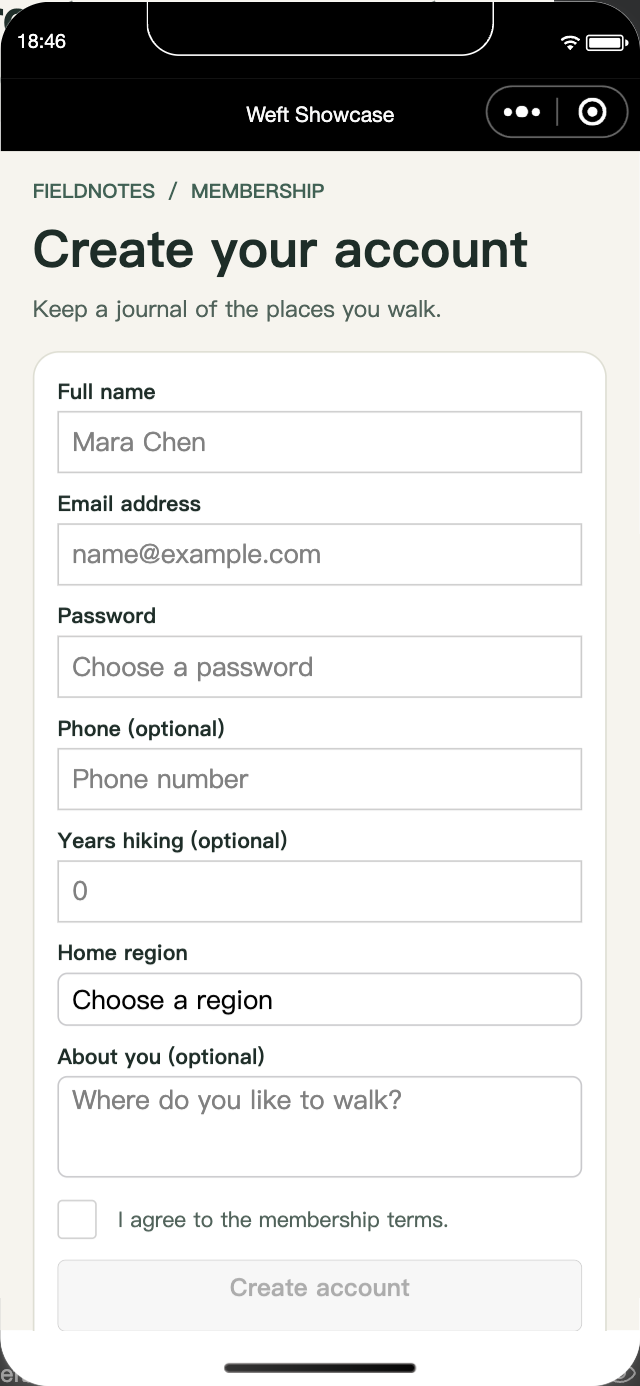 18:46
Weft Showcase
FIELDNOTES / MEMBERSHIP
Create your account
Keep a journal of the places you walk.
Full name
Mara Chen
Email address
name@example.com
Password
Choose a password
Phone (optional)
Phone number
Years hiking (optional)
0
Home region
Choose a region
About you (optional)
Where do you like to walk?
I agree to the membership terms.
Create account